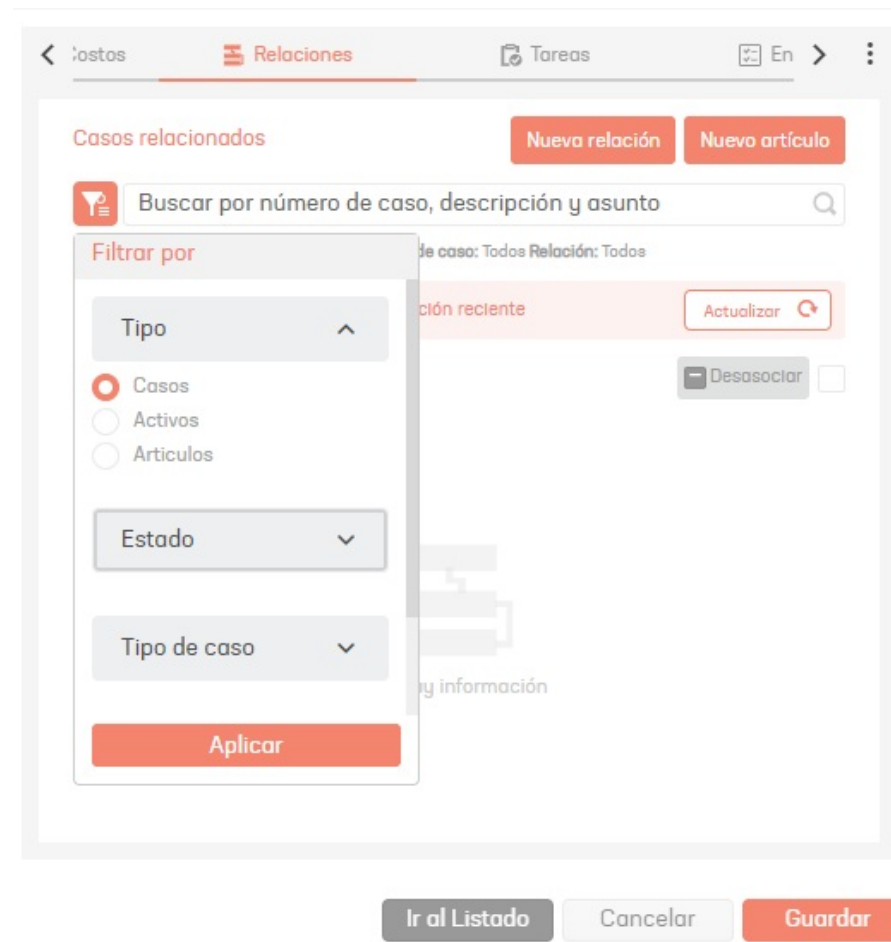 Costos Relaciones Tareas En
Casos relacionados Nueva relación Nuevo artículo
Buscar por número de caso, descripción y asunto
Filtrar por
de caso: Todos Relación: Todos
Tipo
ción reciente Actualizar
Desasociar
Casos
Activos
Articulos
Estado
Tipo de caso
información
Aplicar
Ir al Listado Cancelar Guardar